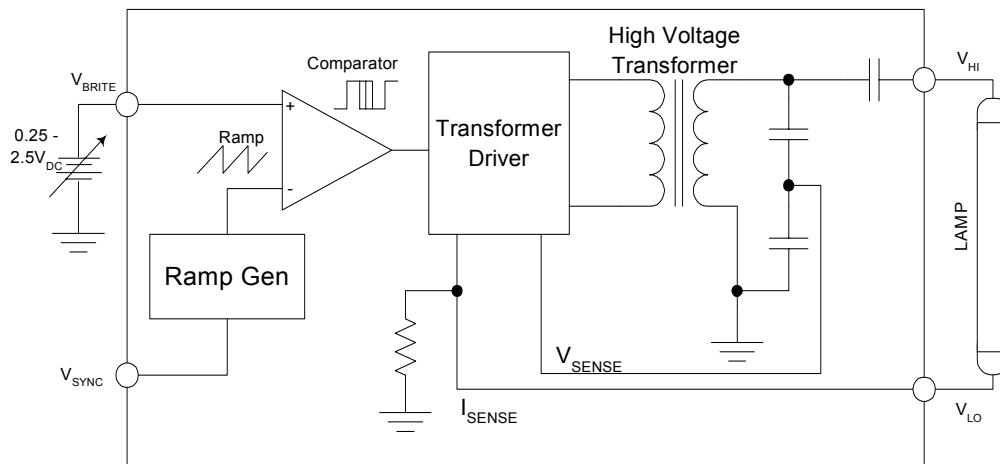 High Voltage
Transformer
V_BRITE
Comparator
V_HI
+
0.25 -
2.5V_DC
Ramp
Transformer
Driver
-
LAMP
Ramp Gen
V_SENSE
V_SYNC
I_SENSE
V_LO